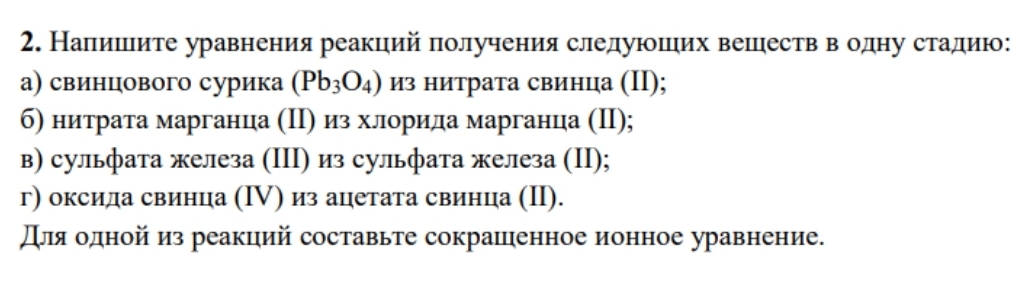 2. Напишите уравнения реакций получения следующих веществ в одну стадию:
а) свинцового сурика (Pb₃O₄) из нитрата свинца (II);
б) нитрата марганца (II) из хлорида марганца (II);
в) сульфата железа (III) из сульфата железа (II);
г) оксида свинца (IV) из ацетата свинца (II).
Для одной из реакций составьте сокращенное ионное уравнение.